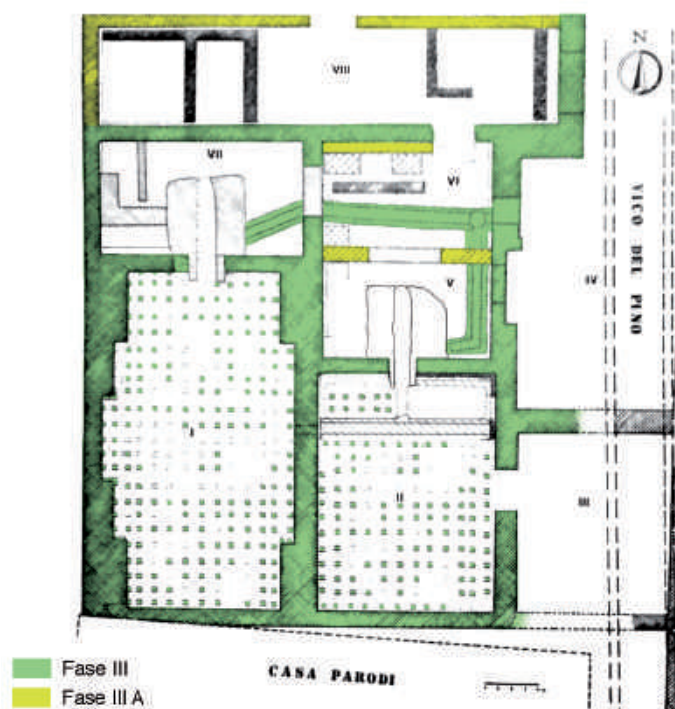 VIII
N
VII
VI
VICO DEL PINO
V
IV
I
II
III
CASA PARODI
Fase III
Fase III A